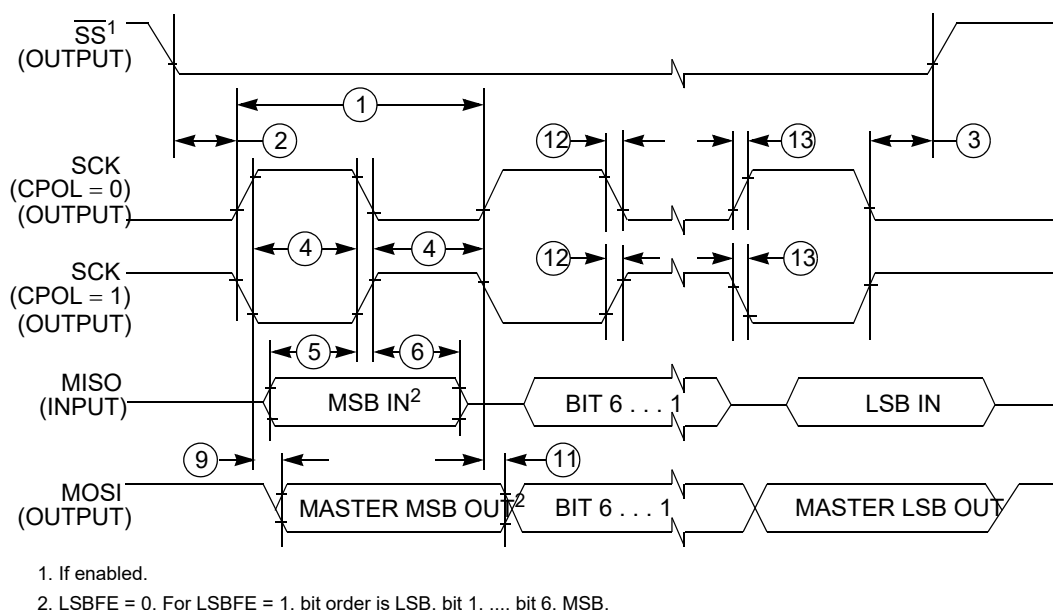 SS¹
(OUTPUT)
1
2
12
13
3
SCK
(CPOL = 0)
(OUTPUT)
4
4
12
13
SCK
(CPOL = 1)
(OUTPUT)
5
6
MISO
(INPUT)
MSB IN²
BIT 6 . . . 1
LSB IN
9
11
MOSI
(OUTPUT)
MASTER MSB OUT²
BIT 6 . . . 1
MASTER LSB OUT
1. If enabled.
2. LSBFE = 0. For LSBFE = 1, bit order is LSB, bit 1, ..., bit 6, MSB.